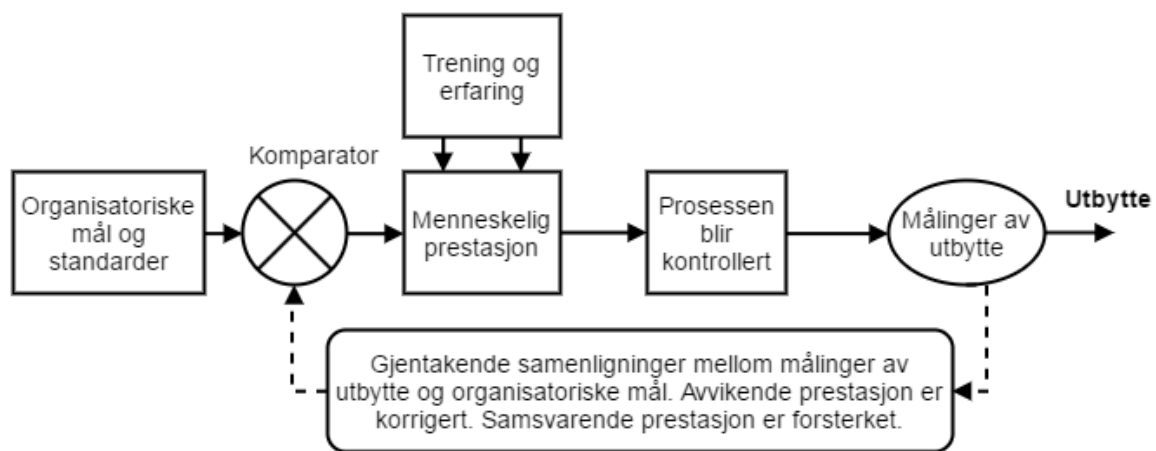 Trening og
erfaring
Komparator
Organisatoriske
mål og
standarder
Menneskelig
prestasjon
Prosessen
blir
kontrollert
Målinger av
utbytte
Utbytte
Gjentakende samenligninger mellom målinger av
utbytte og organisatoriske mål. Avvikende prestasjon er
korrigert. Samsvarende prestasjon er forsterket.